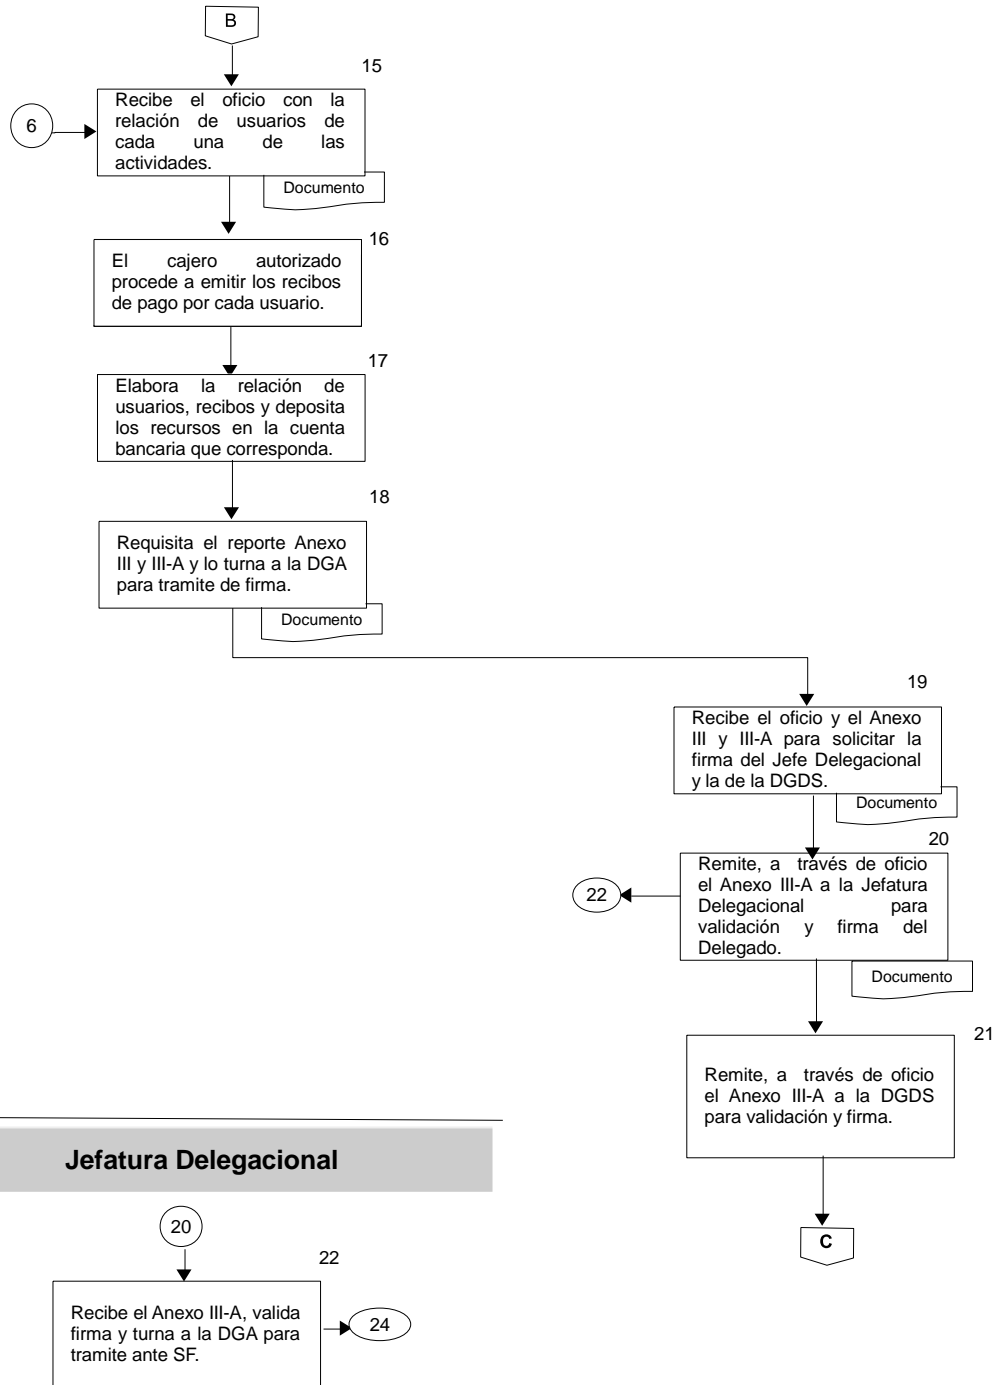 B
15
6
Recibe el oficio con la
relación de usuarios de
cada una de las
actividades.
Documento
16
El cajero autorizado
procede a emitir los recibos
de pago por cada usuario.
17
Elabora la relación de
usuarios, recibos y deposita
los recursos en la cuenta
bancaria que corresponda.
18
Requisita el reporte Anexo
III y III-A y lo turna a la DGA
para tramite de firma.
Documento
19
Recibe el oficio y el Anexo
III y III-A para solicitar la
firma del Jefe Delegacional
y la de la DGDS.
Documento
20
Remite, a través de oficio
el Anexo III-A a la Jefatura
Delegacional para
validación y firma del
Delegado.
22
Documento
21
Remite, a través de oficio
el Anexo III-A a la DGDS
para validación y firma.
C
Jefatura Delegacional
20
22
Recibe el Anexo III-A, valida
firma y turna a la DGA para
tramite ante SF.
24